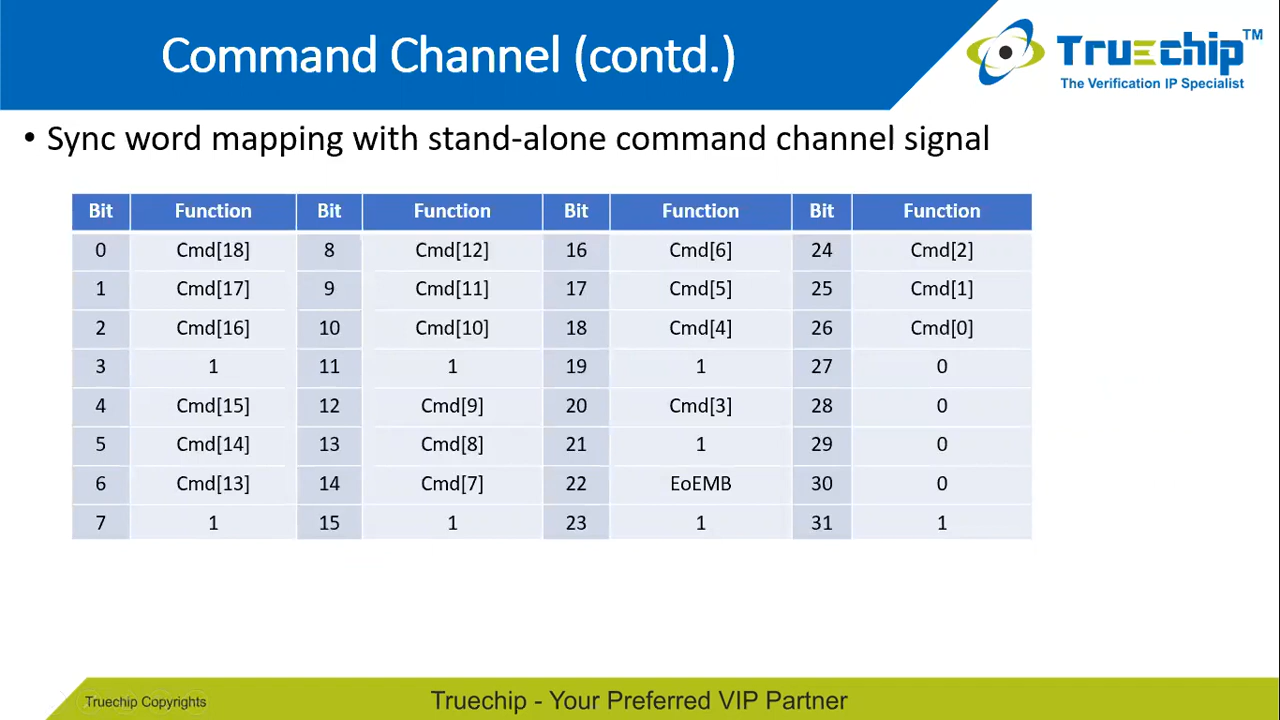 Command Channel (contd.)
Truechip™
The Verification IP Specialist
• Sync word mapping with stand-alone command channel signal
Bit Function Bit Function Bit Function Bit Function
0 Cmd[18] 8 Cmd[12] 16 Cmd[6] 24 Cmd[2]
1 Cmd[17] 9 Cmd[11] 17 Cmd[5] 25 Cmd[1]
2 Cmd[16] 10 Cmd[10] 18 Cmd[4] 26 Cmd[0]
3 1 11 1 19 1 27 0
4 Cmd[15] 12 Cmd[9] 20 Cmd[3] 28 0
5 Cmd[14] 13 Cmd[8] 21 1 29 0
6 Cmd[13] 14 Cmd[7] 22 EoEMB 30 0
7 1 15 1 23 1 31 1
Truechip Copyrights
Truechip - Your Preferred VIP Partner